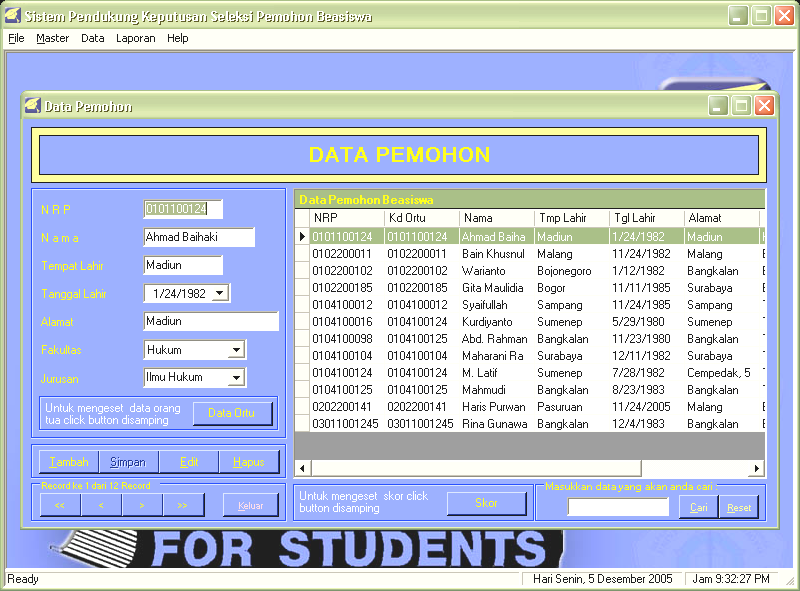 Sistem Pendukung Keputusan Seleksi Pemohon Beasiswa
File Master Data Laporan Help
Data Pemohon
DATA PEMOHON
N R P 0101100124
N a m a Ahmad Baihaki
Tempat Lahir Madiun
Tanggal Lahir 1/24/1982
Alamat Madiun
Fakultas Hukum
Jurusan Ilmu Hukum
Untuk mengeset data orang
tua click button disamping
Data Ortu
Tambah Simpan Edit Hapus
Record ke 1 dari 12 Record
<< < > >> Keluar
Data Pemohon Beasiswa
NRP Kd Ortu Nama Tmp Lahir Tgl Lahir Alamat
0101100124 0101100124 Ahmad Baiha Madiun 1/24/1982 Madiun
0102200011 0102200011 Bain Khusnul Malang 11/24/1982 Malang
0102200102 0102200102 Warianto Bojonegoro 1/12/1982 Bangkalan
0102200185 0102200185 Gita Maulidia Bogor 11/11/1985 Surabaya
0104100012 0104100012 Syaifullah Sampang 11/24/1985 Sampang
0104100016 0104100124 Kurdiyanto Sumenep 5/29/1980 Sumenep
0104100098 0104100125 Abd. Rahman Bangkalan 11/23/1980 Bangkalan
0104100104 0104100104 Maharani Ra Surabaya 12/11/1982 Surabaya
0104100124 0104100124 M. Latif Sumenep 7/28/1982 Cempedak, 5
0104100125 0104100125 Mahmudi Bangkalan 8/23/1983 Bangkalan
0202200141 0202200141 Haris Purwan Pasuruan 11/24/2005 Malang
03011001245 03011001245 Rina Gunawa Bangkalan 12/4/1983 Bangkalan
Untuk mengeset skor click
button disamping
Skor
Masukkan data yang akan anda cari :
Cari Reset
FOR STUDENTS
Ready Hari Senin, 5 Desember 2005 Jam 9:32:27 PM